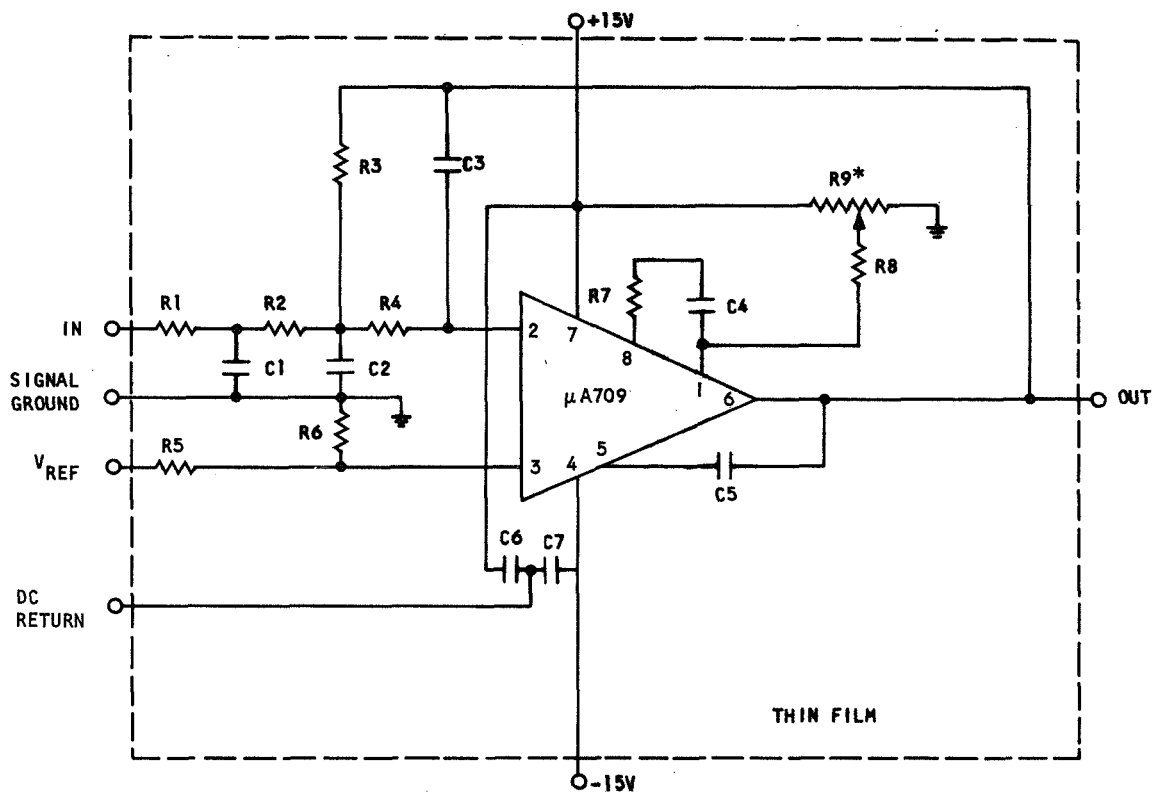 +15V
R3
C3
R9*
R8
R7
C4
R1
R2
R4
IN
2
7
8
C1
C2
1
SIGNAL
GROUND
μA709
6
OUT
R6
R5
5
V_REF
3
4
C5
C6
C7
DC
RETURN
THIN FILM
-15V